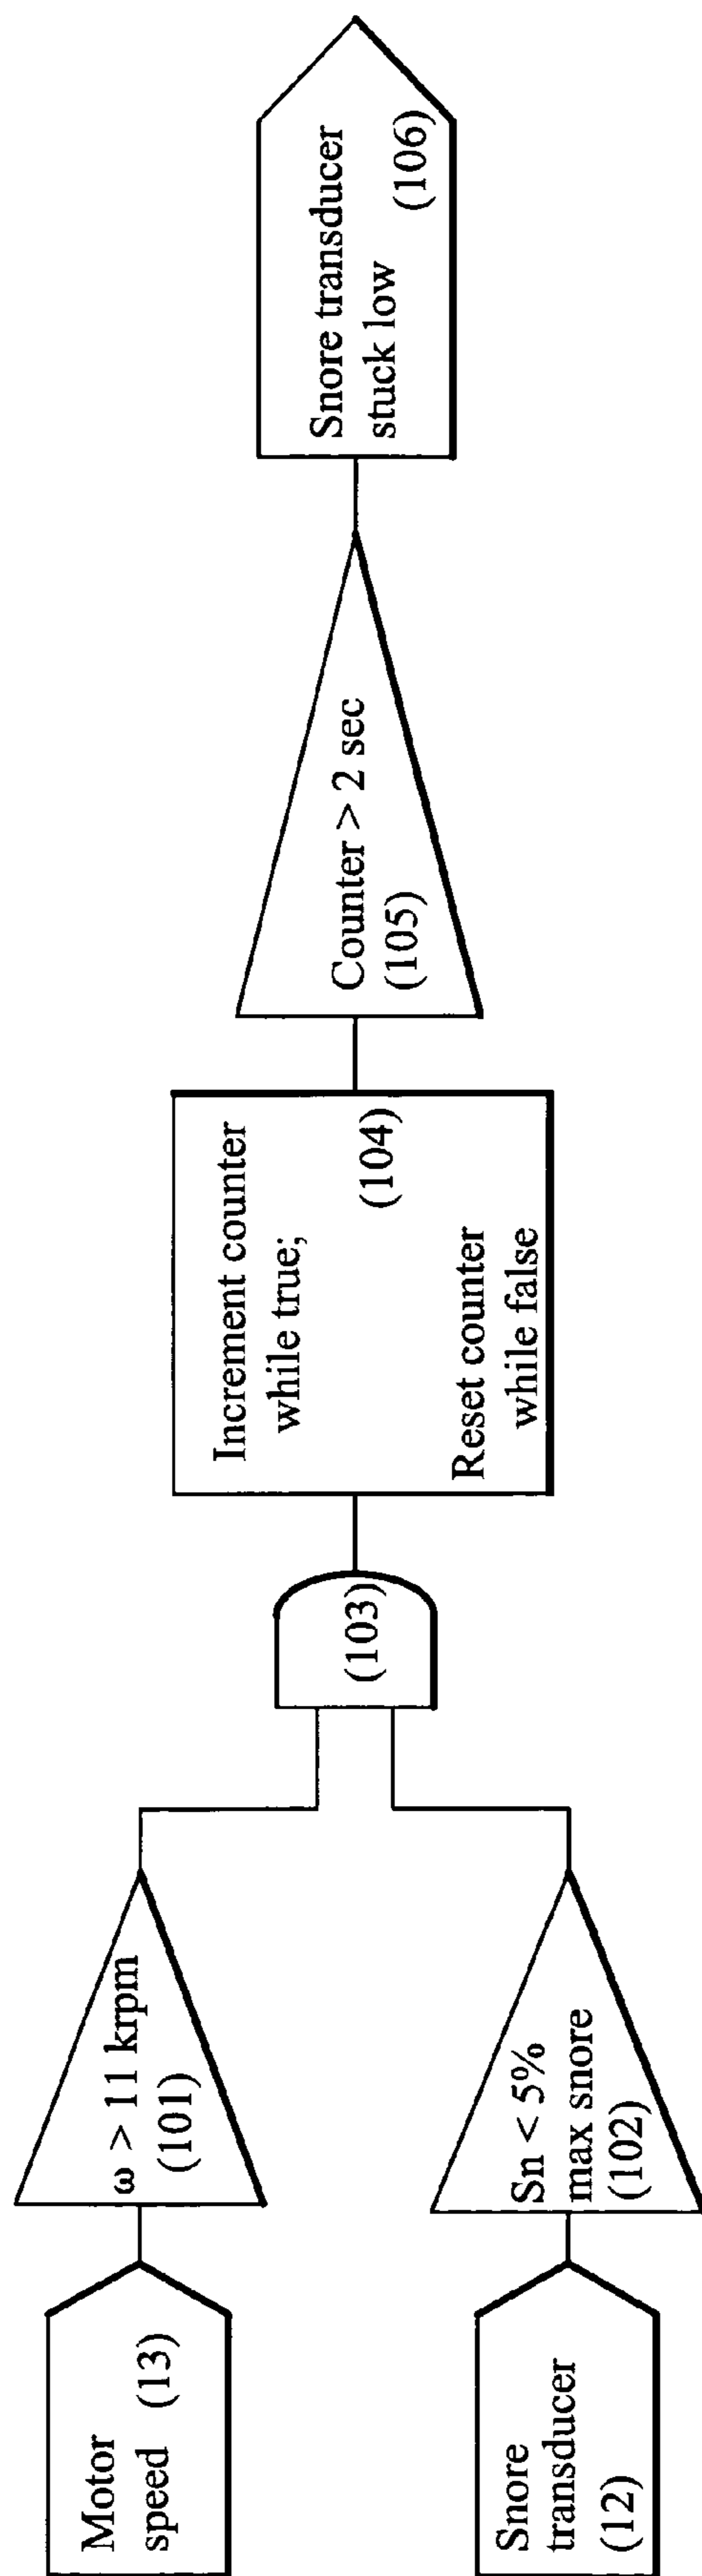 Motor
speed (13)
ω > 11 krpm
(101)
Snore
transducer
(12)
Sn < 5%
max snore
(102)
(103)
Increment counter
while true;
(104)
Reset counter
while false
Counter > 2 sec
(105)
Snore transducer
stuck low
(106)